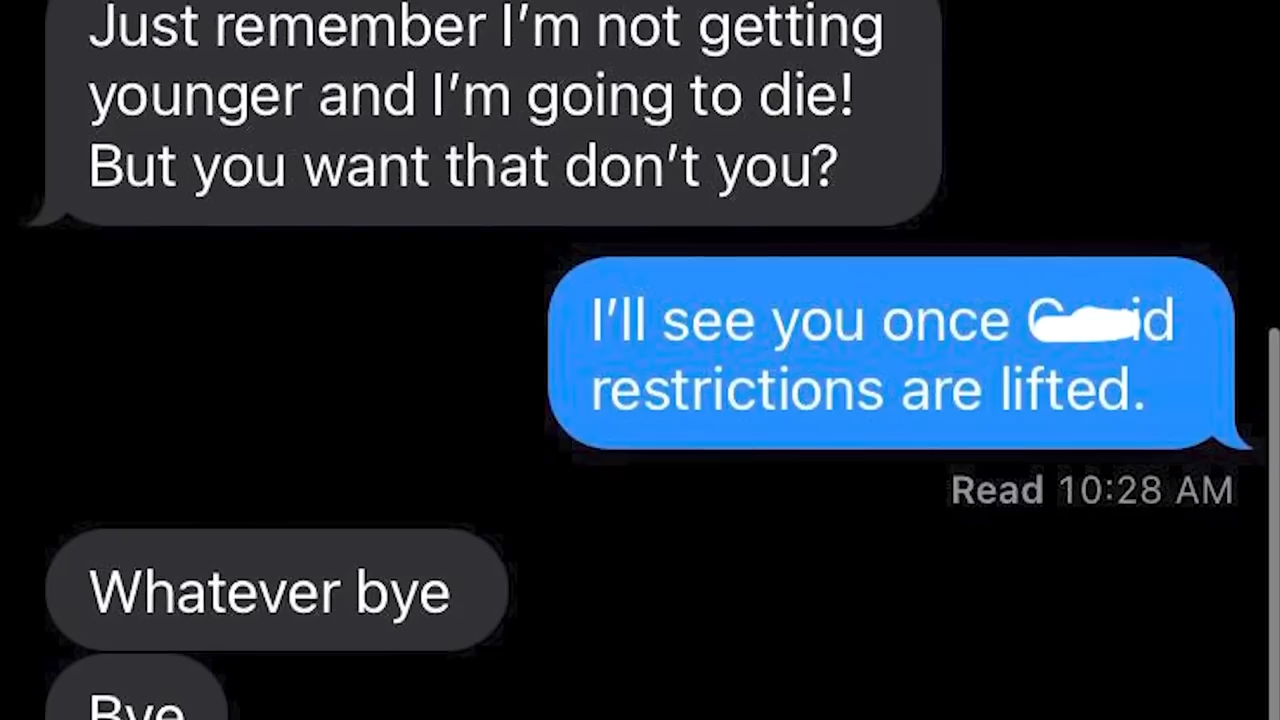 Just remember I'm not getting
younger and I'm going to die!
But you want that don't you?
I'll see you once
restrictions are lifted.
Read 10:28 AM
Whatever bye
Bye